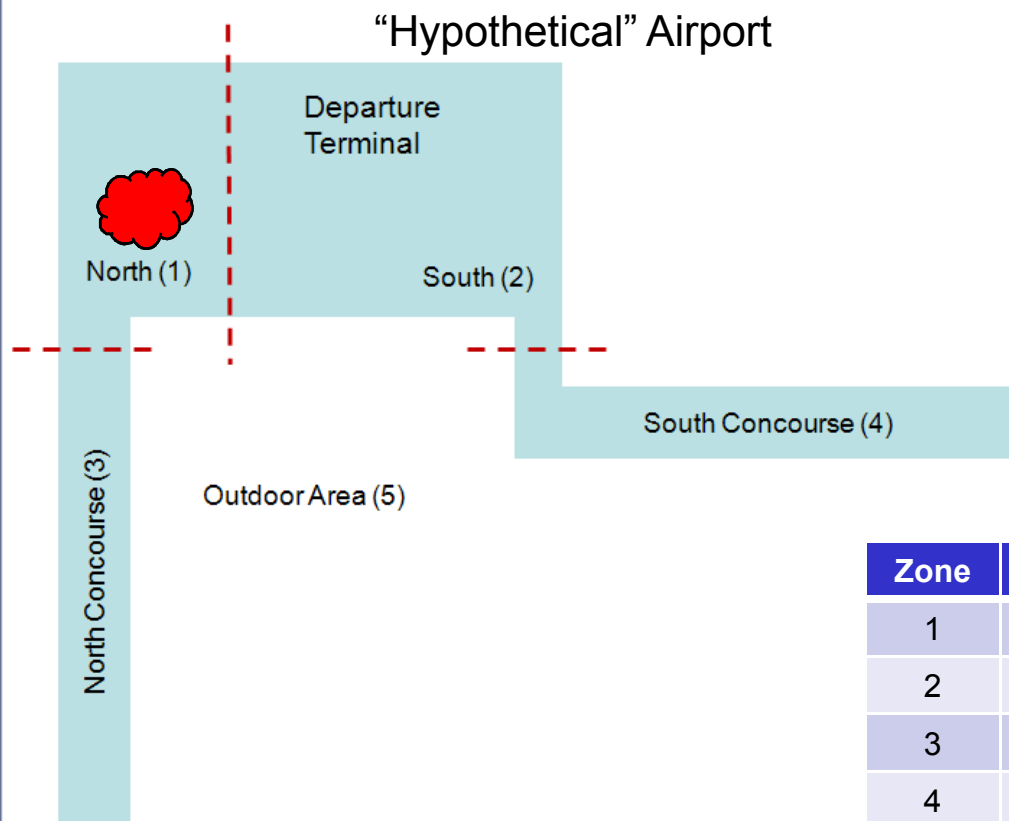 “Hypothetical” Airport
Departure
Terminal
North (1)
South (2)
South Concourse (4)
North Concourse (3)
Outdoor Area (5)
Zone
1
2
3
4